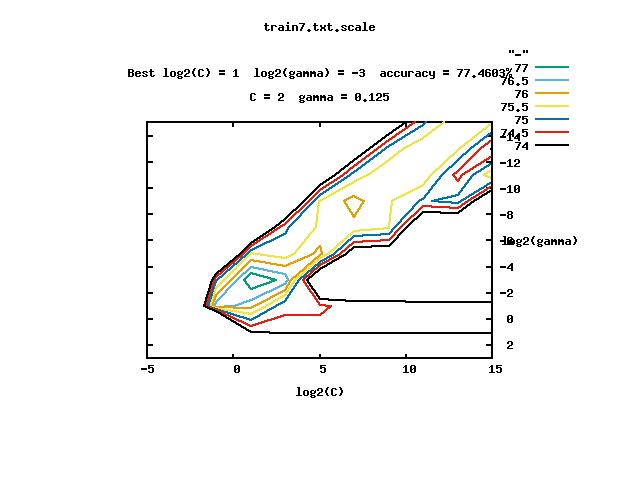 train7.txt.scale
"-"
Best log2(C) = 1  log2(gamma) = -3  accuracy = 77.4603%
77
76.5
C = 2  gamma = 0.125
76
75.5
75
74.5
74
-14
-12
-10
-8
-6
log2(gamma)
-4
-2
0
2
-5 0 5 10 15
log2(C)